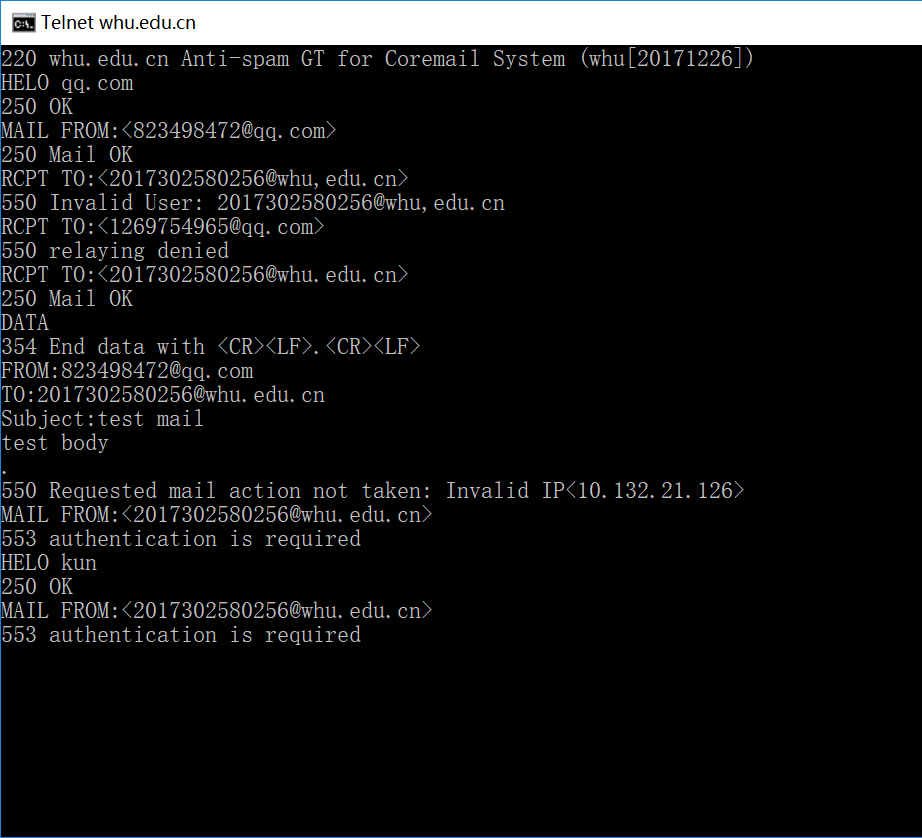 Telnet whu.edu.cn
220 whu.edu.cn Anti-spam GT for Coremail System (whu[20171226])
HELO qq.com
250 OK
MAIL FROM:<823498472@qq.com>
250 Mail OK
RCPT TO:<2017302580256@whu,edu.cn>
550 Invalid User: 2017302580256@whu,edu.cn
RCPT TO:<1269754965@qq.com>
550 relaying denied
RCPT TO:<2017302580256@whu.edu.cn>
250 Mail OK
DATA
354 End data with <CR><LF>.<CR><LF>
FROM:823498472@qq.com
TO:2017302580256@whu.edu.cn
Subject:test mail
test body
.
550 Requested mail action not taken: Invalid IP<10.132.21.126>
MAIL FROM:<2017302580256@whu.edu.cn>
553 authentication is required
HELO kun
250 OK
MAIL FROM:<2017302580256@whu.edu.cn>
553 authentication is required